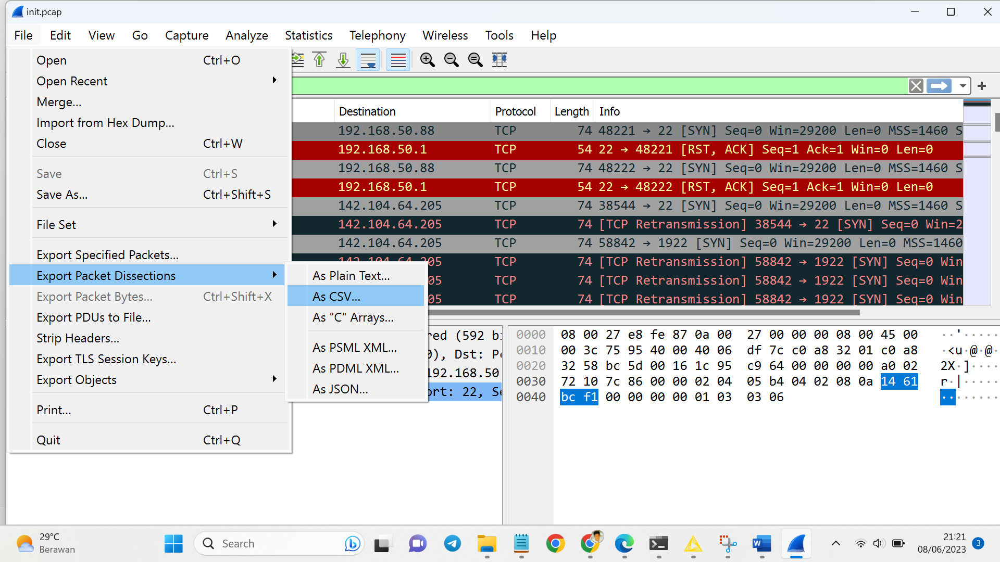 init.pcap
File Edit View Go Capture Analyze Statistics Telephony Wireless Tools Help
Open Ctrl+O
Open Recent
Merge...
Import from Hex Dump...
Close Ctrl+W
Save Ctrl+S
Save As... Ctrl+Shift+S
File Set
Export Specified Packets...
Export Packet Dissections
Export Packet Bytes... Ctrl+Shift+X
Export PDUs to File...
Strip Headers...
Export TLS Session Keys...
Export Objects
Print... Ctrl+P
Quit Ctrl+Q
As Plain Text...
As CSV...
As "C" Arrays...
As PSML XML...
As PDML XML...
As JSON...
Destination Protocol Length Info
192.168.50.88 TCP 74 48221 → 22 [SYN] Seq=0 Win=29200 Len=0 MSS=1460 S
192.168.50.1 TCP 54 22 → 48221 [RST, ACK] Seq=1 Ack=1 Win=0 Len=0
192.168.50.88 TCP 74 48222 → 22 [SYN] Seq=0 Win=29200 Len=0 MSS=1460 S
192.168.50.1 TCP 54 22 → 48222 [RST, ACK] Seq=1 Ack=1 Win=0 Len=0
142.104.64.205 TCP 74 38544 → 22 [SYN] Seq=0 Win=29200 Len=0 MSS=1460 S
142.104.64.205 TCP 74 [TCP Retransmission] 38544 → 22 [SYN] Seq=0 Win=2
142.104.64.205 TCP 74 58842 → 1922 [SYN] Seq=0 Win=29200 Len=0 MSS=1460
142.104.64.205 TCP 74 [TCP Retransmission] 58842 → 1922 [SYN] Seq=0 Win
05 TCP 74 [TCP Retransmission] 58842 → 1922 [SYN] Seq=0 Win
05 TCP 74 [TCP Retransmission] 58842 → 1922 [SYN] Seq=0 Win
red (592 bi
0), Dst: P
192.168.50
ort: 22, Se
0000 08 00 27 e8 fe 87 0a 00 27 00 00 00 08 00 45 00 ··'·····
0010 00 3c 75 95 40 00 40 06 df 7c c0 a8 32 01 c0 a8 ·<u·@·@·
0020 32 58 bc 5d 00 16 1c 95 c9 64 00 00 00 00 a0 02 2X·]····
0030 72 10 7c 86 00 00 02 04 05 b4 04 02 08 0a 14 61 r·|·····
0040 bc f1 00 00 00 00 01 03 03 06 ········
29°C
Berawan
Search
21:21
08/06/2023
3